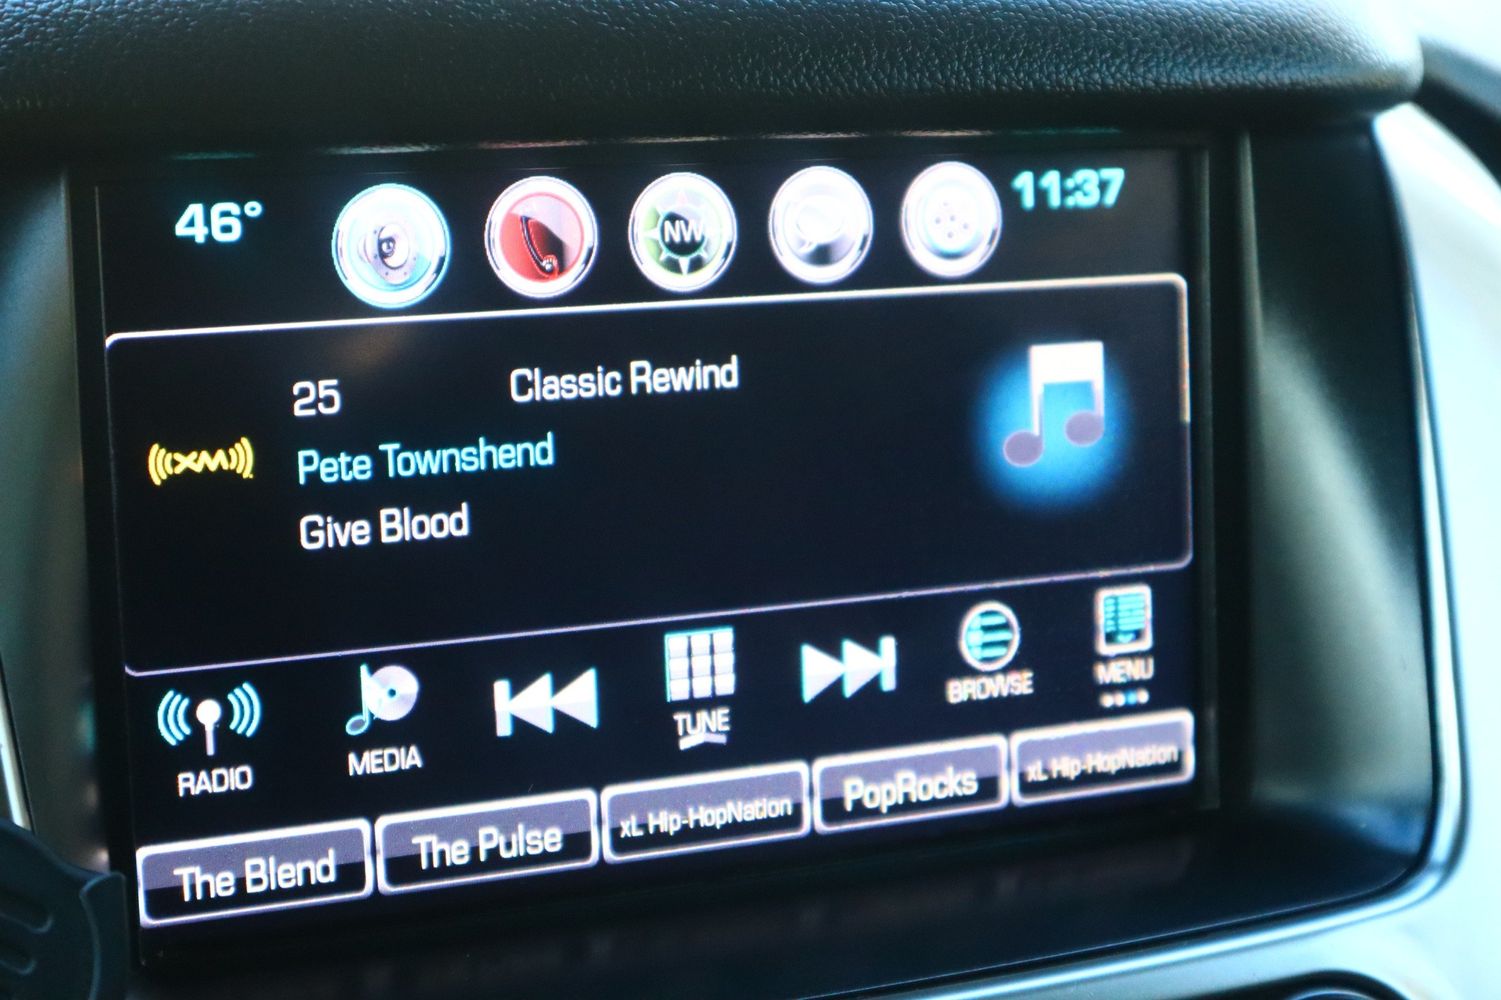 46°
NW
11:37
25 Classic Rewind
((XM))
Pete Townshend
Give Blood
RADIO
MEDIA
TUNE
BROWSE
MENU
The Blend
The Pulse
xL Hip-HopNation
PopRocks
xL Hip-HopNation